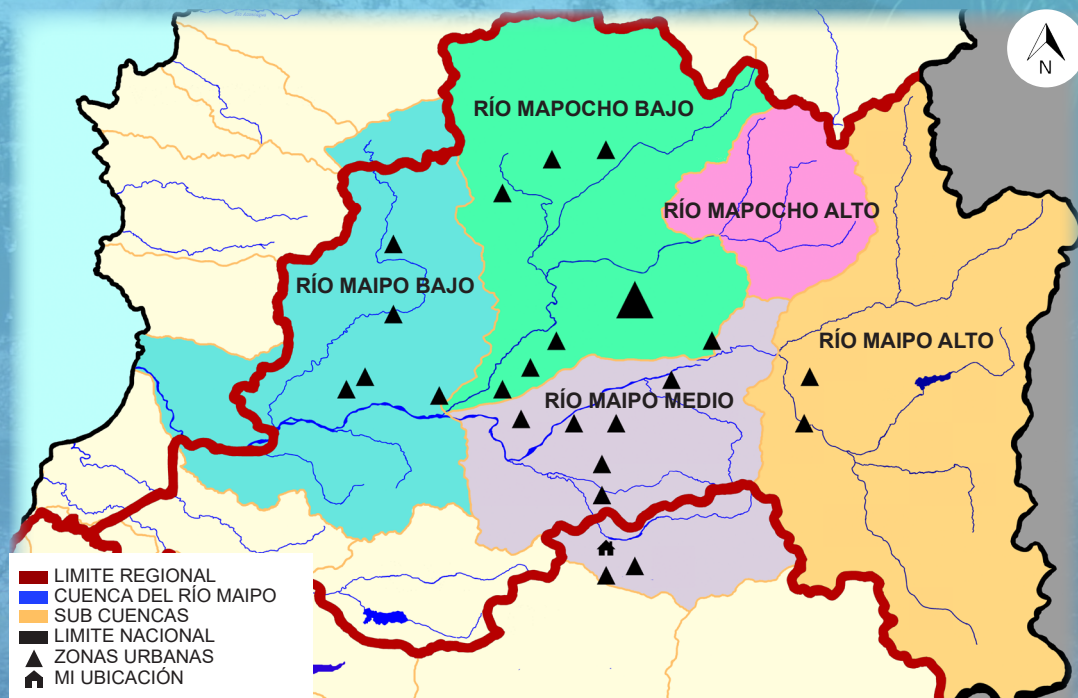 N
RÍO MAPOCHO BAJO
RÍO MAPOCHO ALTO
RÍO MAIPO BAJO
RÍO MAIPO ALTO
RÍO MAIPO MEDIO
LIMITE REGIONAL
CUENCA DEL RÍO MAIPO
SUB CUENCAS
LIMITE NACIONAL
ZONAS URBANAS
MI UBICACIÓN